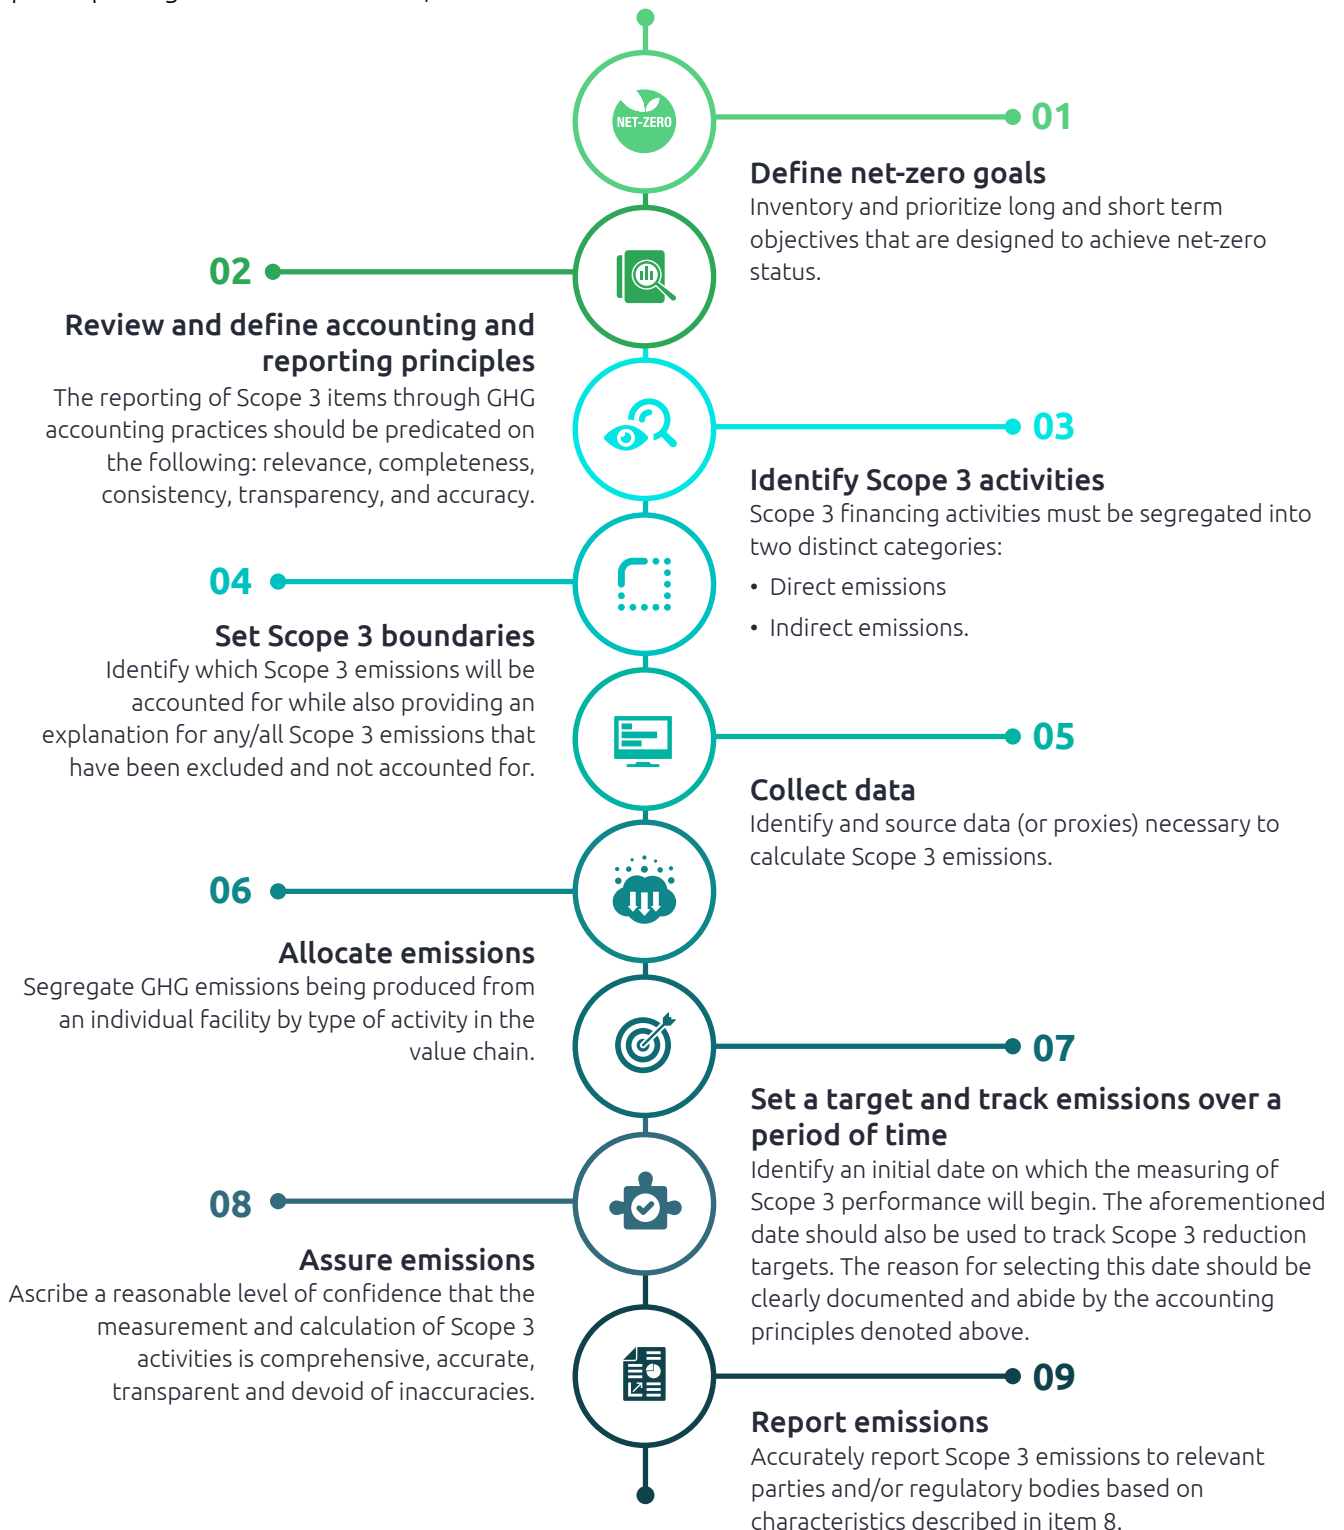 NET-ZERO
01
Define net-zero goals
Inventory and prioritize long and short term
objectives that are designed to achieve net-zero
status.
02
Review and define accounting and
reporting principles
The reporting of Scope 3 items through GHG
accounting practices should be predicated on
the following: relevance, completeness,
consistency, transparency, and accuracy.
03
Identify Scope 3 activities
Scope 3 financing activities must be segregated into
two distinct categories:
• Direct emissions
• Indirect emissions.
04
Set Scope 3 boundaries
Identify which Scope 3 emissions will be
accounted for while also providing an
explanation for any/all Scope 3 emissions that
have been excluded and not accounted for.
05
Collect data
Identify and source data (or proxies) necessary to
calculate Scope 3 emissions.
06
Allocate emissions
Segregate GHG emissions being produced from
an individual facility by type of activity in the
value chain.
07
Set a target and track emissions over a
period of time
Identify an initial date on which the measuring of
Scope 3 performance will begin. The aforementioned
date should also be used to track Scope 3 reduction
targets. The reason for selecting this date should be
clearly documented and abide by the accounting
principles denoted above.
08
Assure emissions
Ascribe a reasonable level of confidence that the
measurement and calculation of Scope 3
activities is comprehensive, accurate,
transparent and devoid of inaccuracies.
09
Report emissions
Accurately report Scope 3 emissions to relevant
parties and/or regulatory bodies based on
characteristics described in item 8.